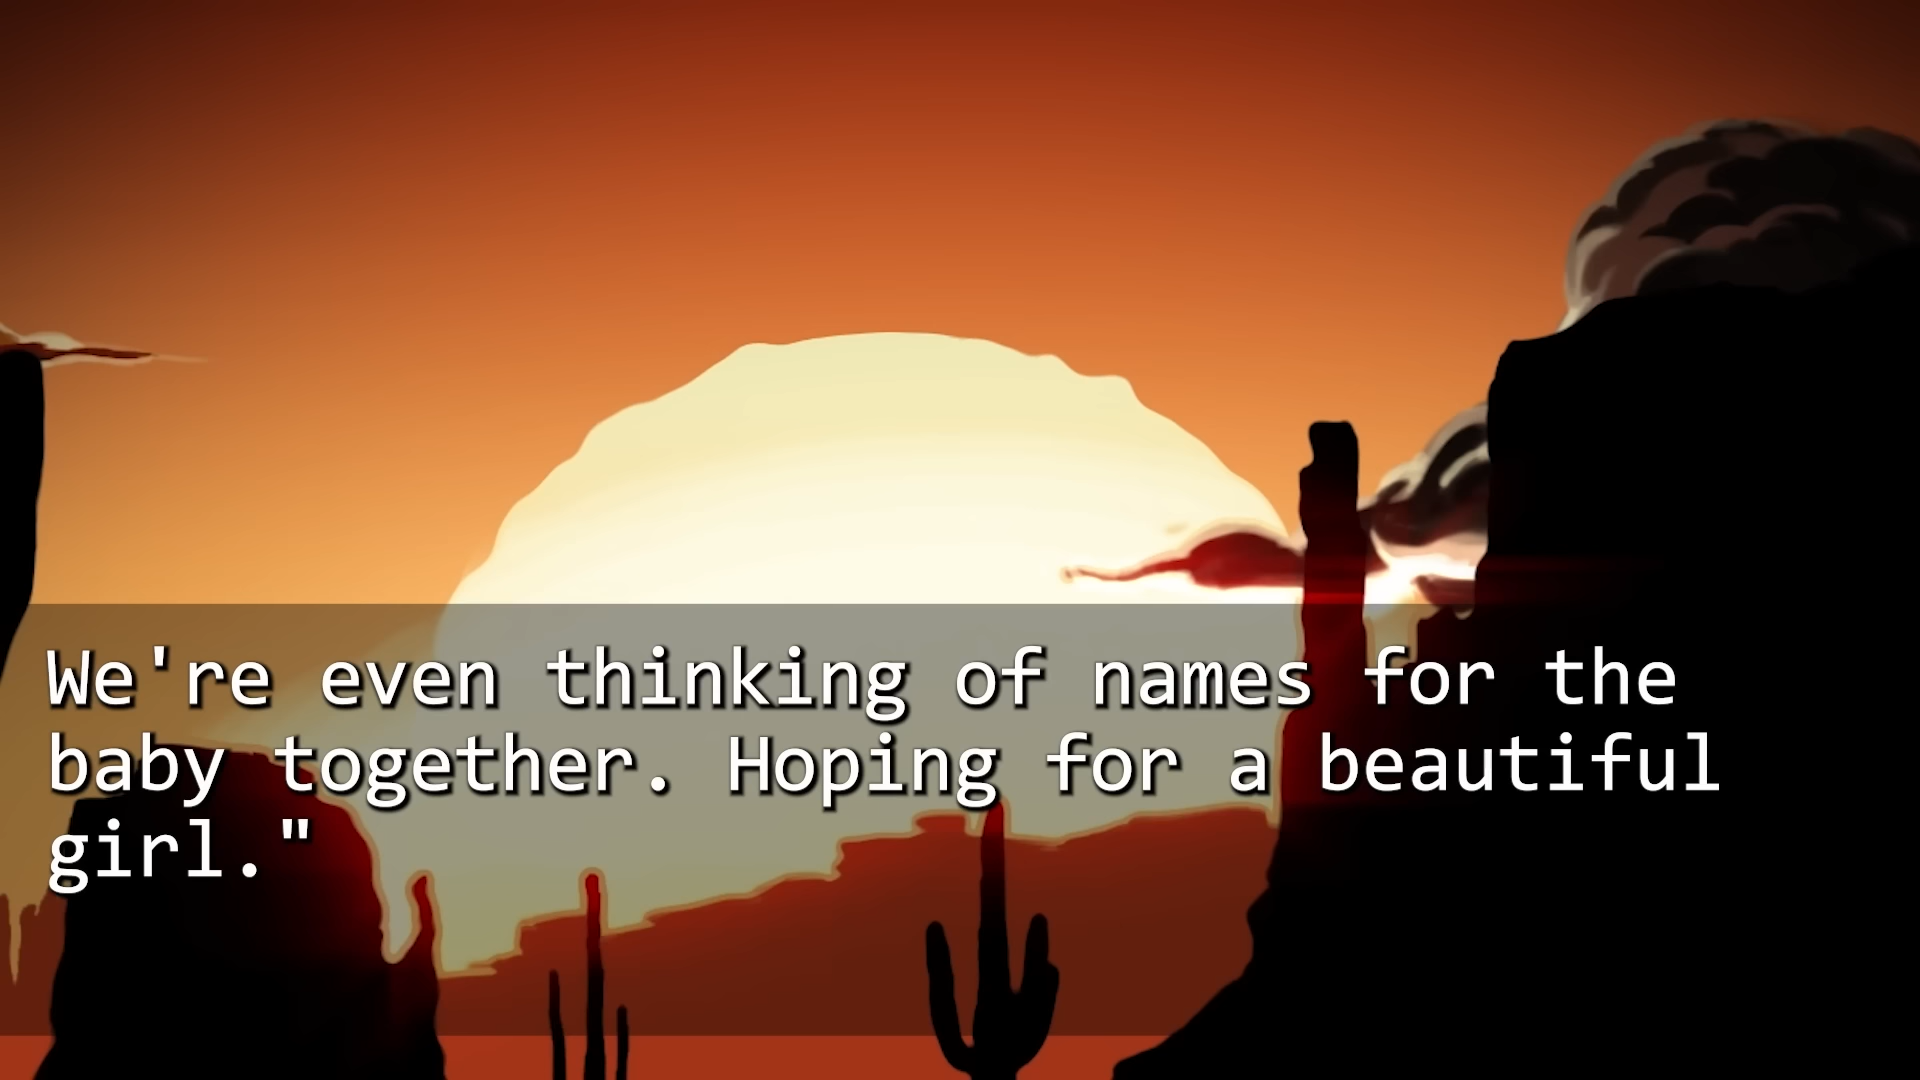 We're even thinking of names for the
baby together. Hoping for a beautiful
girl."